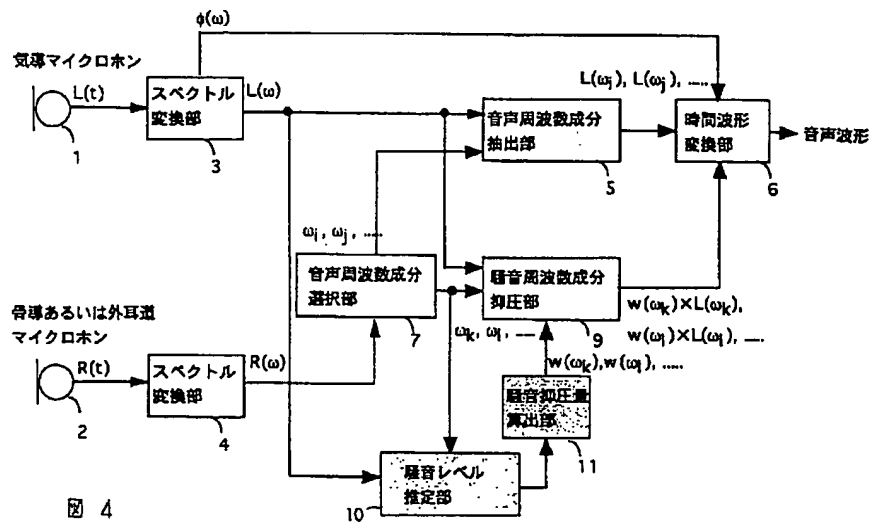 φ(ω)
気導マイクロホン
L(t)
1
スペクトル
変換部
3
L(ω)
音声周波数成分
抽出部
5
L(ωj), L(ωj), .....
時間波形
変換部
6
音声波形
ωi, ωj, .....
音声周波数成分
選択部
7
騒音周波数成分
抑圧部
9
ωk, ωl, ....
w(ωk)×L(ωk),
w(ωl)×L(ωl), ....
w(ωk),w(ωl), .....
骨導あるいは外耳道
マイクロホン
R(t)
2
スペクトル
変換部
4
R(ω)
騒音抑圧量
算出部
11
騒音レベル
推定部
10
図 4